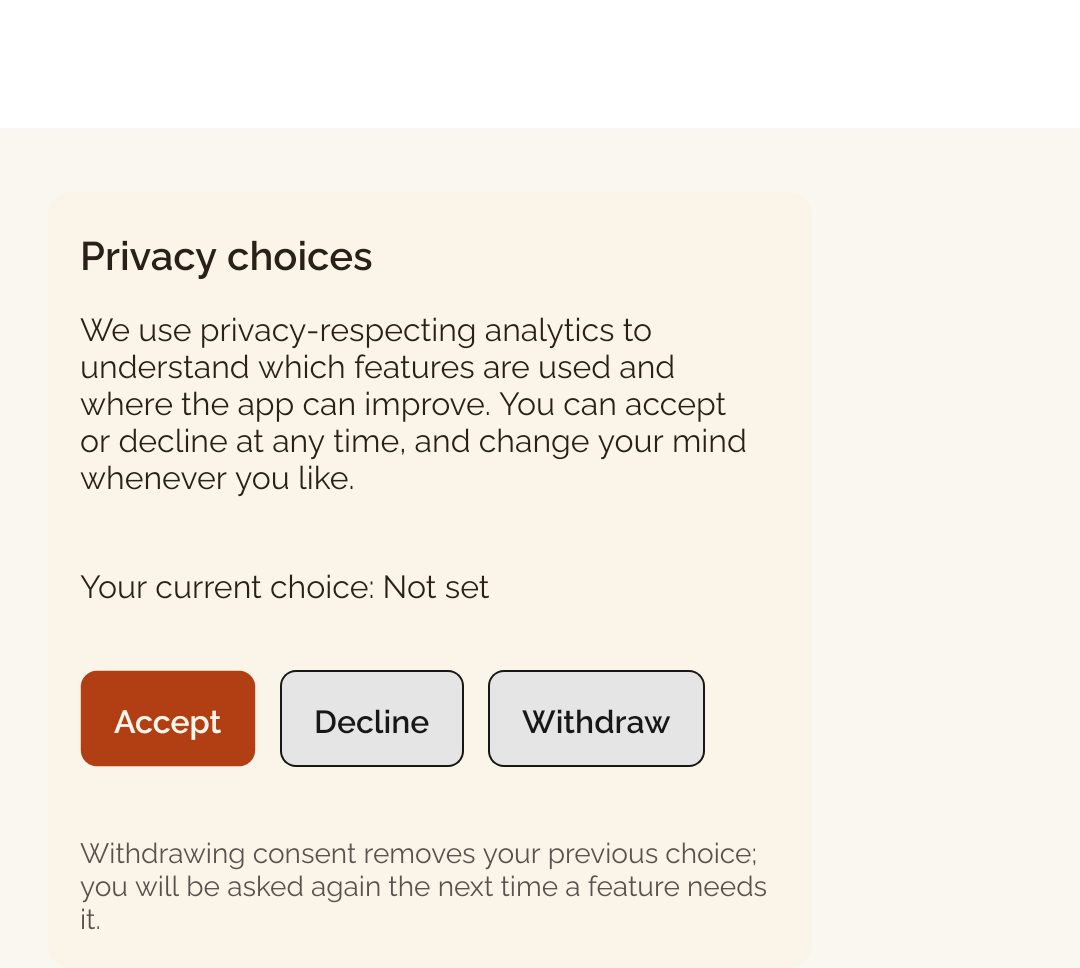 Privacy choices
We use privacy-respecting analytics to
understand which features are used and
where the app can improve. You can accept
or decline at any time, and change your mind
whenever you like.
Your current choice: Not set
Accept Decline Withdraw
Withdrawing consent removes your previous choice;
you will be asked again the next time a feature needs
it.